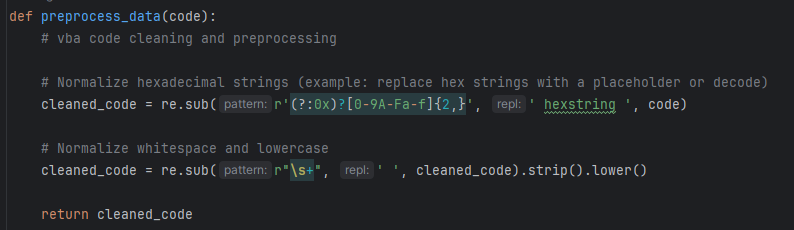 def preprocess_data(code):
# vba code cleaning and preprocessing
# Normalize hexadecimal strings (example: replace hex strings with a placeholder or decode)
cleaned_code = re.sub( pattern: r'(?:0x)?[0-9A-Fa-f]{2,}', repl: ' hexstring ', code)
# Normalize whitespace and lowercase
cleaned_code = re.sub( pattern: r"\s+", repl: ' ', cleaned_code).strip().lower()
return cleaned_code